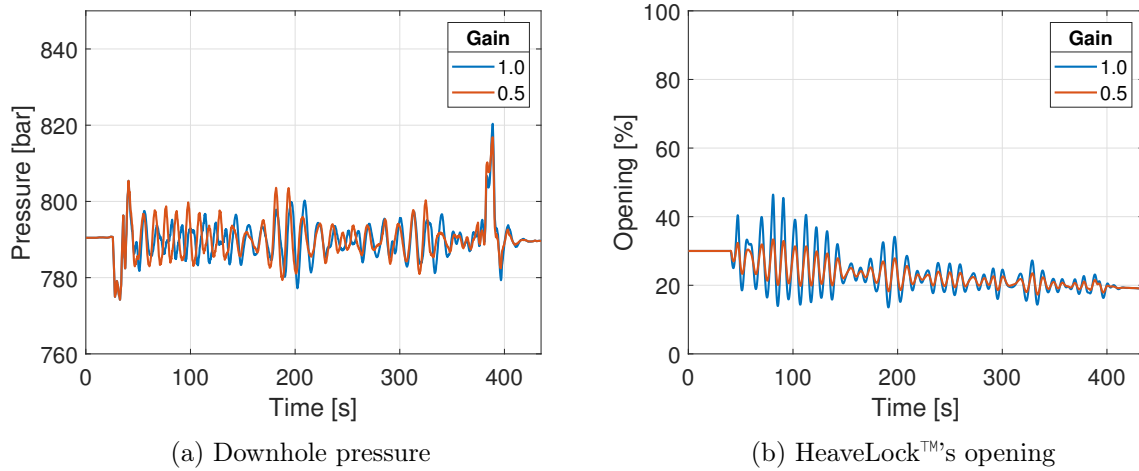 840
820
800
780
760
Pressure [bar]
0 100 200 300 400
Time [s]
Gain
1.0
0.5
(a) Downhole pressure
100
80
60
40
20
0
Opening [%]
0 100 200 300 400
Time [s]
Gain
1.0
0.5
(b) HeaveLock™'s opening